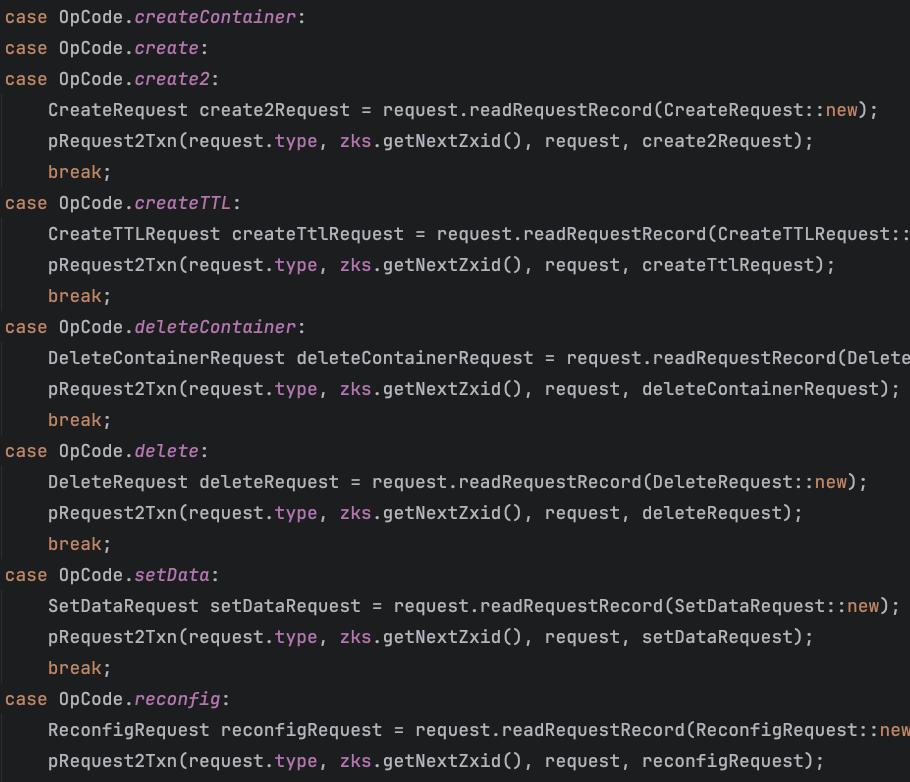 case OpCode.createContainer:
case OpCode.create:
case OpCode.create2:
CreateRequest create2Request = request.readRequestRecord(CreateRequest::new);
pRequest2Txn(request.type, zks.getNextZxid(), request, create2Request);
break;
case OpCode.createTTL:
CreateTTLRequest createTtlRequest = request.readRequestRecord(CreateTTLRequest::
pRequest2Txn(request.type, zks.getNextZxid(), request, createTtlRequest);
break;
case OpCode.deleteContainer:
DeleteContainerRequest deleteContainerRequest = request.readRequestRecord(Delete
pRequest2Txn(request.type, zks.getNextZxid(), request, deleteContainerRequest);
break;
case OpCode.delete:
DeleteRequest deleteRequest = request.readRequestRecord(DeleteRequest::new);
pRequest2Txn(request.type, zks.getNextZxid(), request, deleteRequest);
break;
case OpCode.setData:
SetDataRequest setDataRequest = request.readRequestRecord(SetDataRequest::new);
pRequest2Txn(request.type, zks.getNextZxid(), request, setDataRequest);
break;
case OpCode.reconfig:
ReconfigRequest reconfigRequest = request.readRequestRecord(ReconfigRequest::new
pRequest2Txn(request.type, zks.getNextZxid(), request, reconfigRequest);